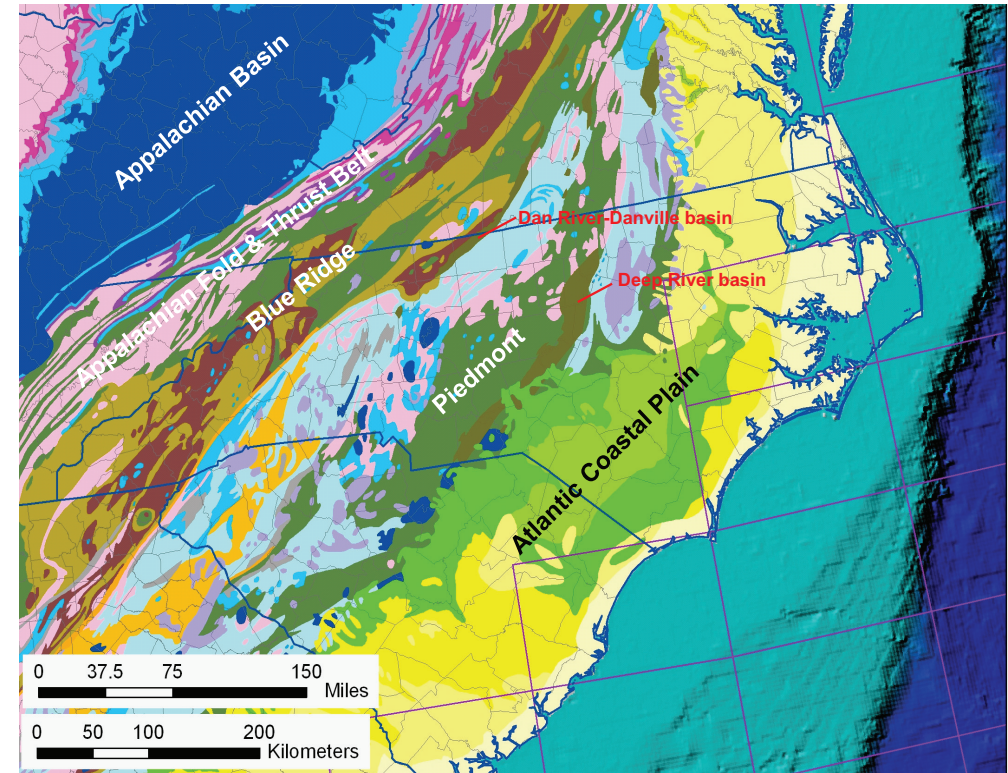 Appalachian Basin
Appalachian Fold & Thrust Belt
Blue Ridge
Dan River-Danville basin
Deep River basin
Piedmont
Atlantic Coastal Plain
0 37.5 75 150
Miles
0 50 100 200
Kilometers